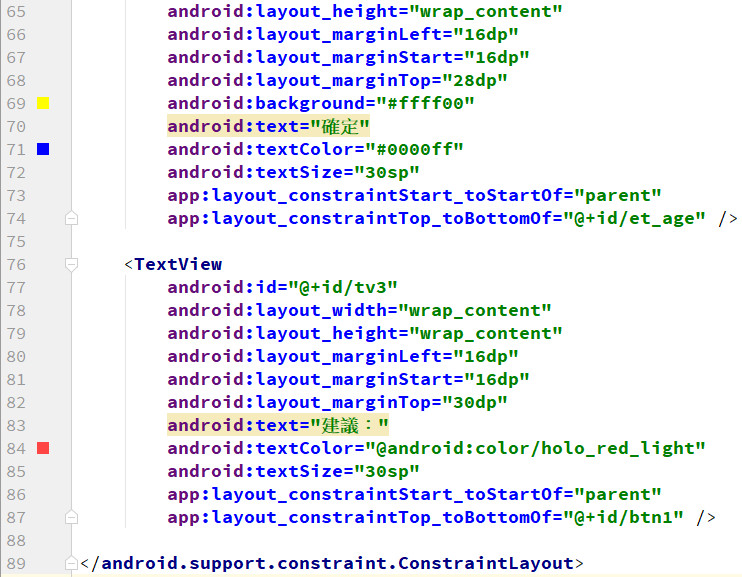 65 android:layout_height="wrap_content"
66 android:layout_marginLeft="16dp"
67 android:layout_marginStart="16dp"
68 android:layout_marginTop="28dp"
69 android:background="#ffff00"
70 android:text="確定"
71 android:textColor="#0000ff"
72 android:textSize="30sp"
73 app:layout_constraintStart_toStartOf="parent"
74 app:layout_constraintTop_toBottomOf="@+id/et_age" />
75
76 <TextView
77 android:id="@+id/tv3"
78 android:layout_width="wrap_content"
79 android:layout_height="wrap_content"
80 android:layout_marginLeft="16dp"
81 android:layout_marginStart="16dp"
82 android:layout_marginTop="30dp"
83 android:text="建議："
84 android:textColor="@android:color/holo_red_light"
85 android:textSize="30sp"
86 app:layout_constraintStart_toStartOf="parent"
87 app:layout_constraintTop_toBottomOf="@+id/btn1" />
88
89 </android.support.constraint.ConstraintLayout>